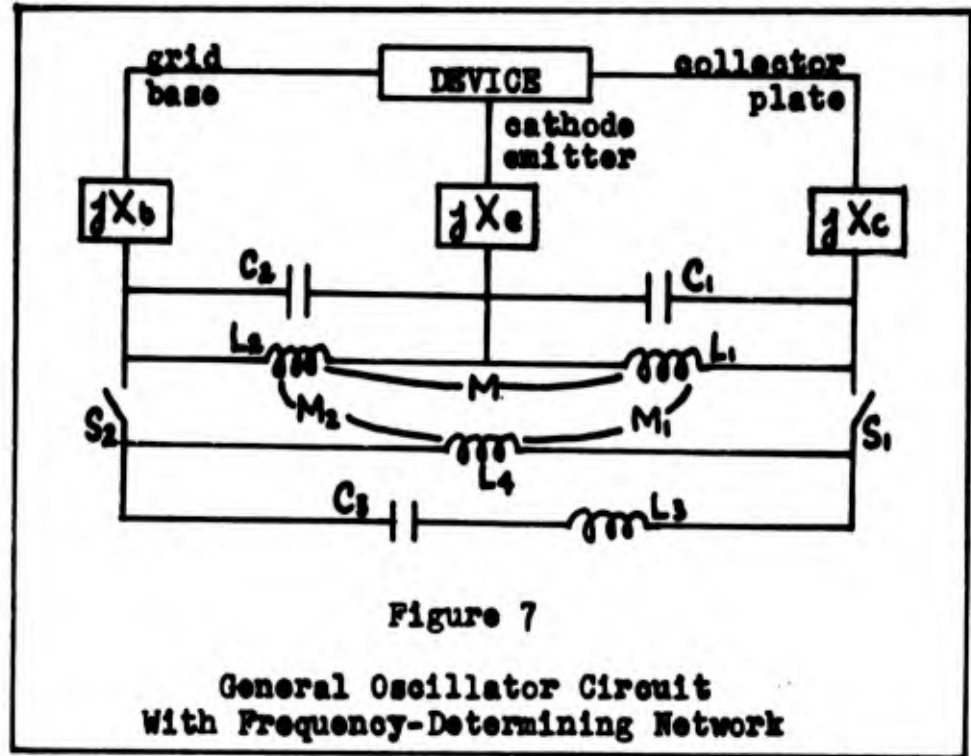 grid
base
DEVICE
collector
plate
cathode
emitter
jXb
jXe
jXc
C2
C1
L2
L1
M
M2
M1
S2
S1
L4
C3
L3
Figure 7
General Oscillator Circuit
With Frequency-Determining Network